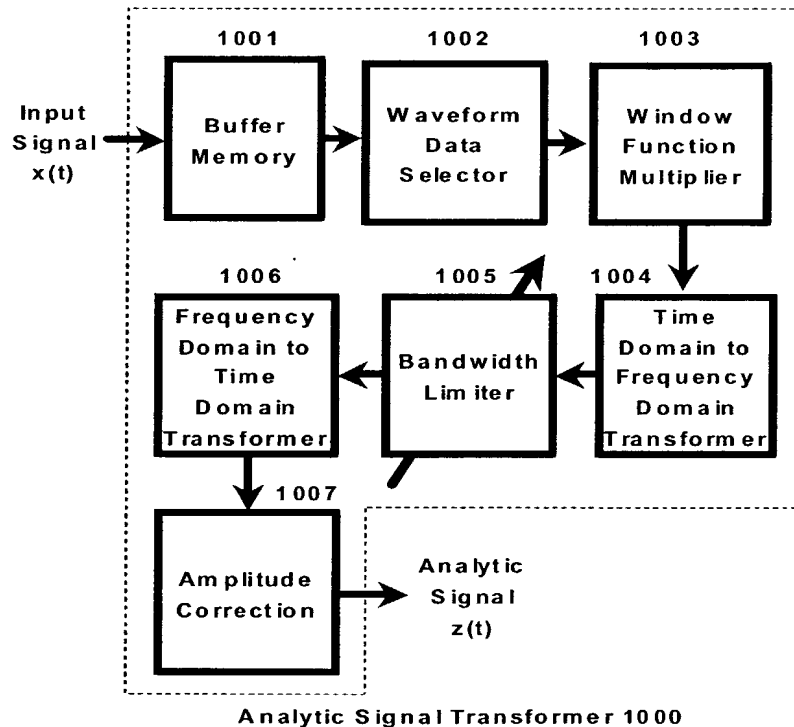 1001
1002
1003
Input
Signal
x(t)
Buffer
Memory
Waveform
Data
Selector
Window
Function
Multiplier
1006
1005
1004
Frequency
Domain to
Time
Domain
Transformer
Bandwidth
Limiter
Time
Domain to
Frequency
Domain
Transformer
1007
Amplitude
Correction
Analytic
Signal
z(t)
Analytic Signal Transformer 1000